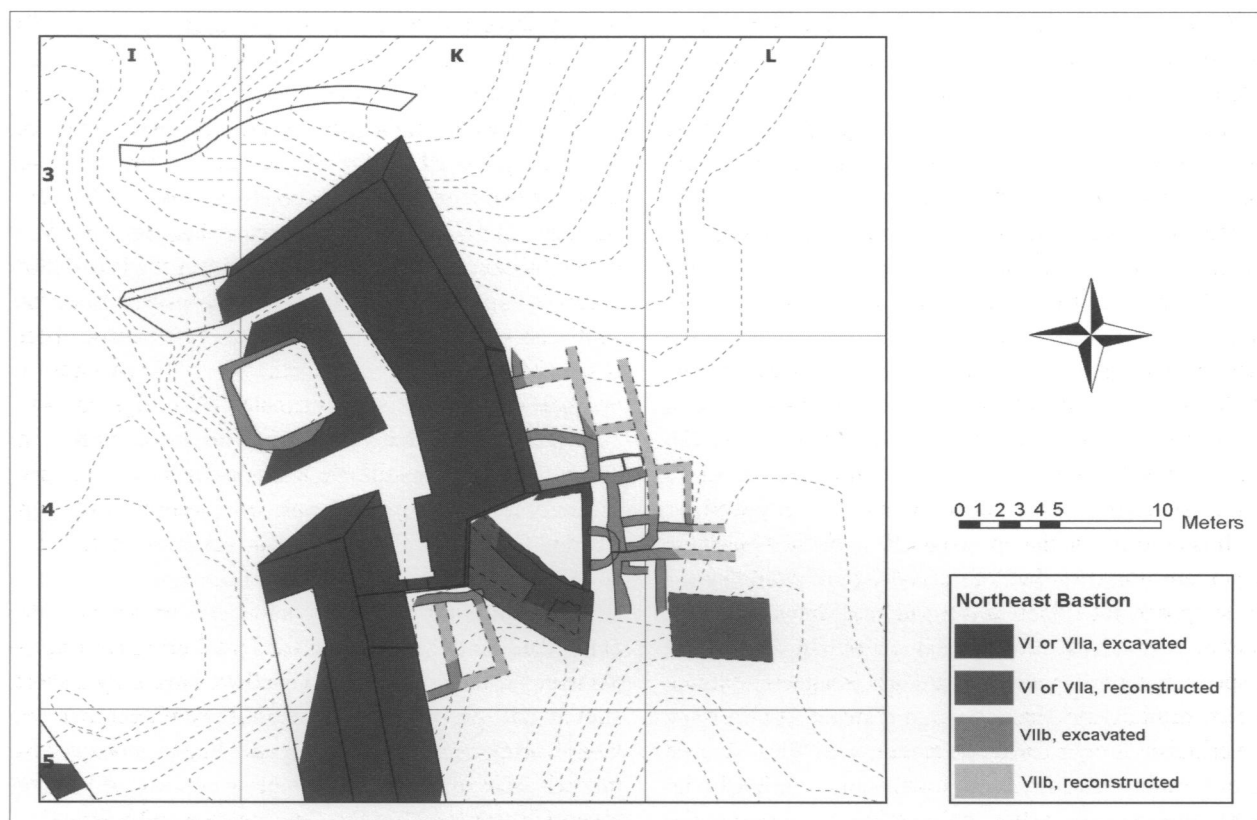 I K L
3
4
5
0 1 2 3 4 5 10 Meters
Northeast Bastion
VI or VIIa, excavated
VI or VIIa, reconstructed
VIIb, excavated
VIIb, reconstructed